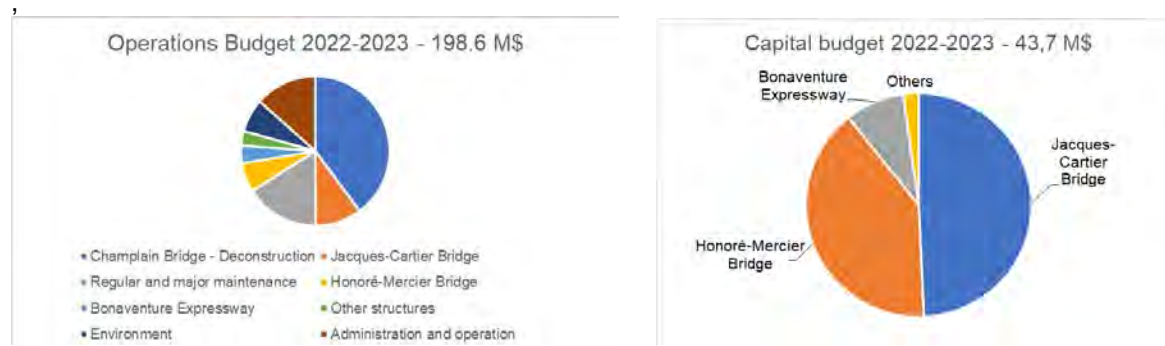 ,
Operations Budget 2022-2023 - 198.6 M$
Champlain Bridge - Deconstruction
Jacques-Cartier Bridge
Regular and major maintenance
Honoré-Mercier Bridge
Bonaventure Expressway
Other structures
Environment
Administration and operation
Capital budget 2022-2023 - 43,7 M$
Bonaventure
Expressway
Others
Jacques-
Cartier
Bridge
Honoré-Mercier
Bridge